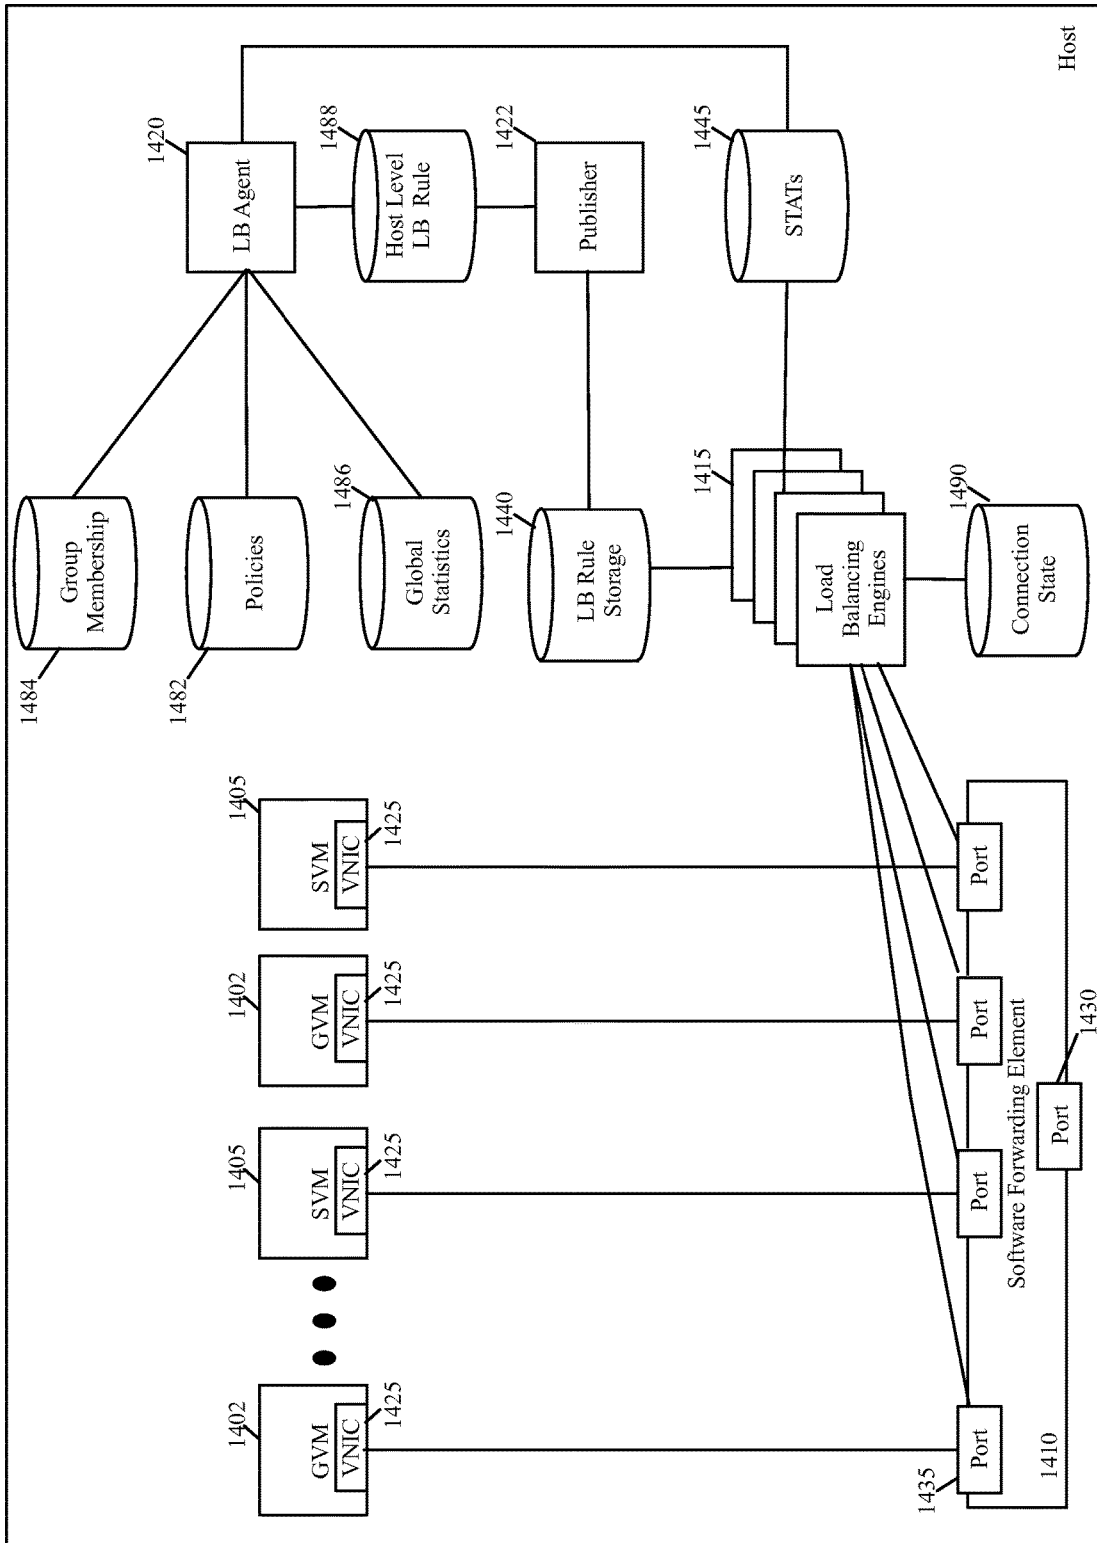 1402
GVM
VNIC
1425
1405
SVM
VNIC
1425
1402
GVM
VNIC
1425
1405
SVM
VNIC
1425
1484
Group
Membership
1482
Policies
1486
Global
Statistics
1420
LB Agent
1488
Host Level
LB Rule
1422
Publisher
1440
LB Rule
Storage
1445
STATs
1415
Load
Balancing
Engines
1490
Connection
State
1435
Port
Port
Port
Port
Software Forwarding Element
1410
Port
1430
Host